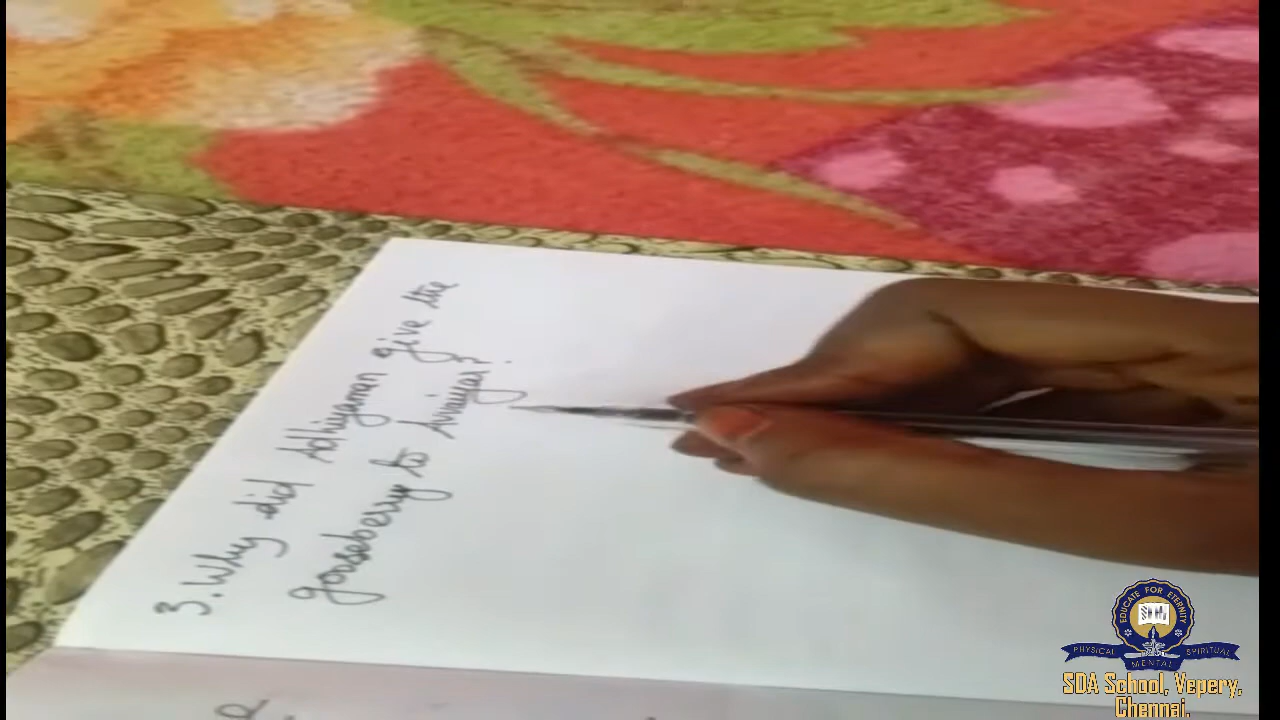 3. Why did Adhiyaman give the
gooseberry to Avvaiyar?
EDUCATE FOR ETERNITY
PHYSICAL
MENTAL
SPIRITUAL
SDA School, Vepery,
Chennai.